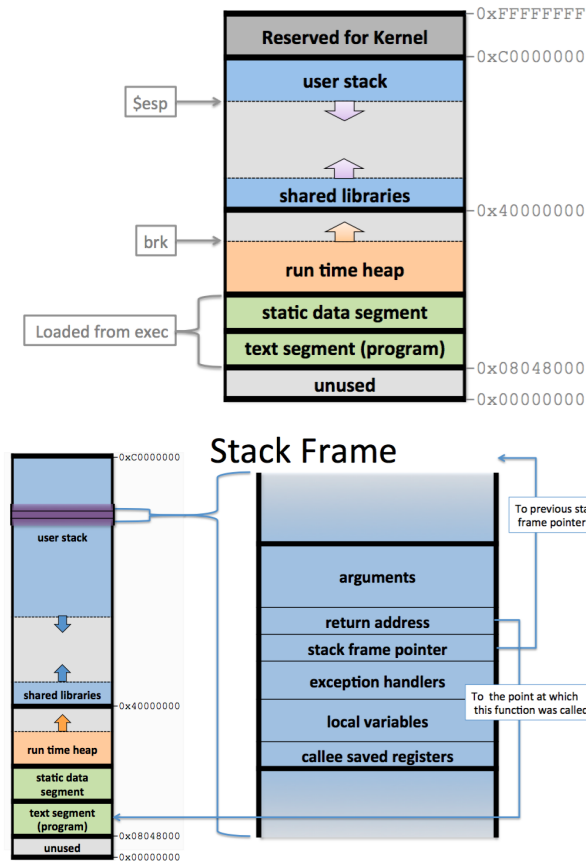 0xFFFFFFFF
Reserved for Kernel
0xC0000000
user stack
$esp
shared libraries
0x40000000
brk
run time heap
static data segment
Loaded from exec
text segment (program)
0x08048000
unused
0x00000000
Stack Frame
0xC0000000
user stack
shared libraries
0x40000000
run time heap
static data
segment
text segment
(program)
0x08048000
unused
0x00000000
To previous sta
frame pointer
arguments
return address
stack frame pointer
exception handlers
To the point at which
this function was called
local variables
callee saved registers